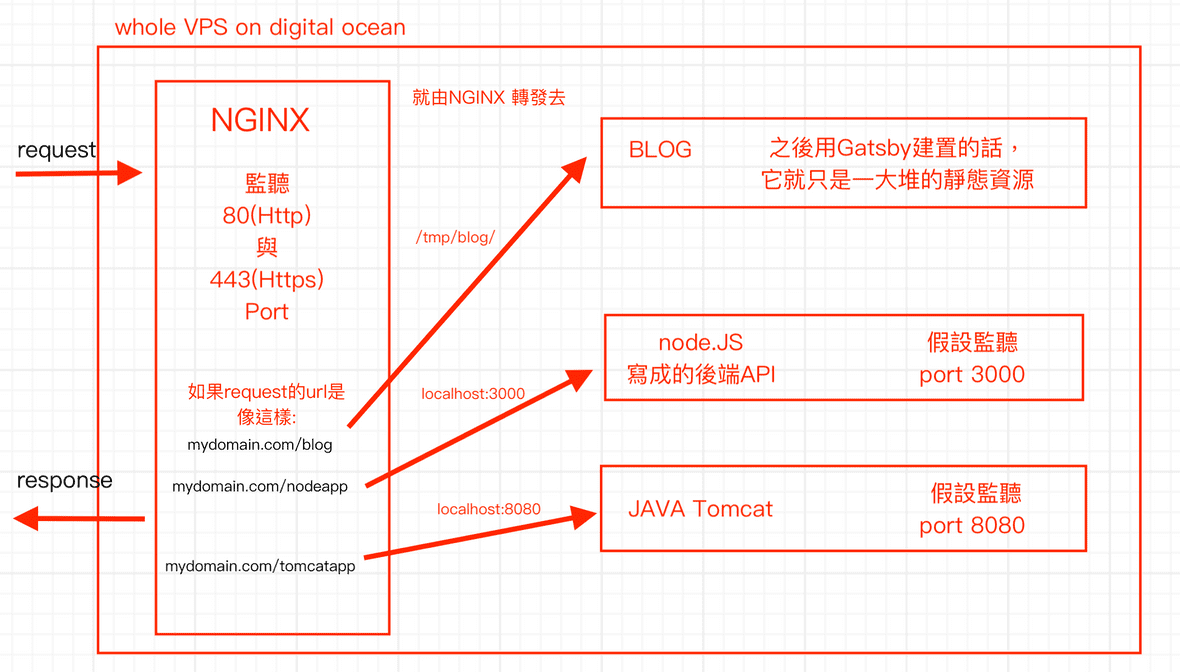 whole VPS on digital ocean
就由NGINX 轉發去
NGINX
request
監聽
80(Http)
與
443(Https)
Port
BLOG
之後用Gatsby建置的話，
它就只是一大堆的靜態資源
/tmp/blog/
node.JS
寫成的後端API
假設監聽
port 3000
如果request的url是
像這樣:
localhost:3000
mydomain.com/blog
response
mydomain.com/nodeapp
localhost:8080
JAVA Tomcat
假設監聽
port 8080
mydomain.com/tomcatapp